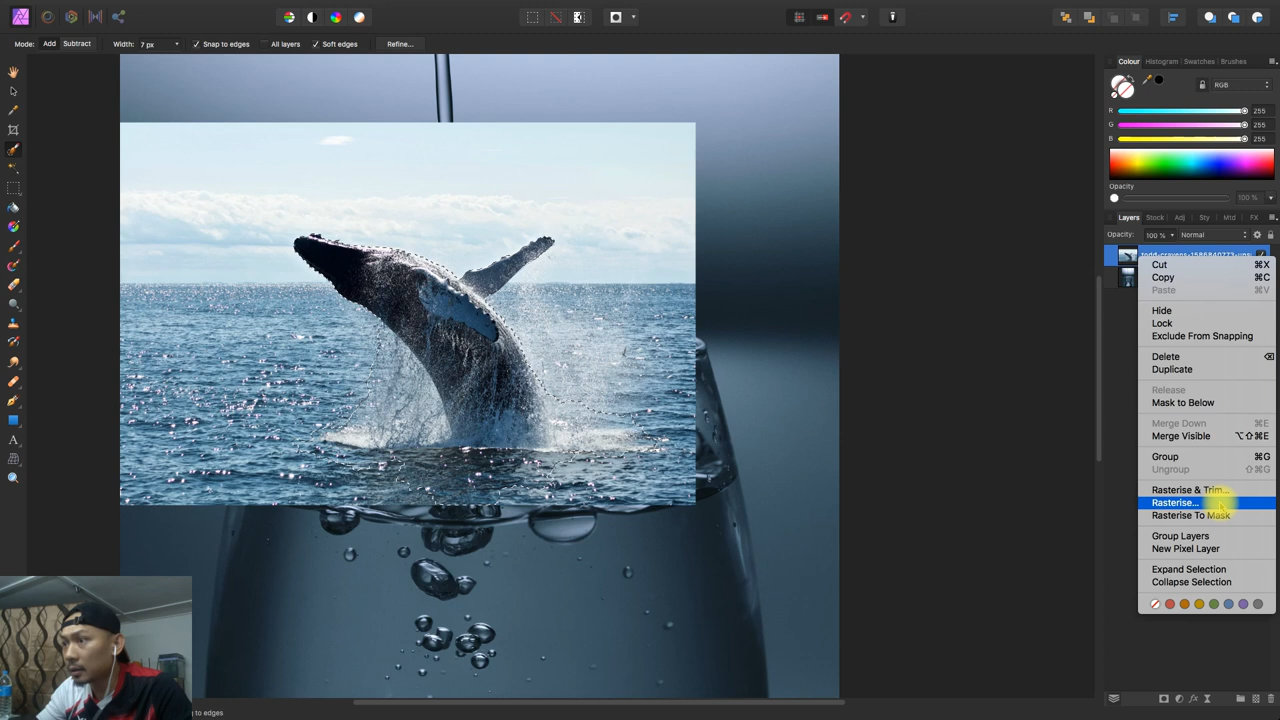 Mode: Add Subtract Width: 7 px Snap to edges All layers Soft edges Refine...
Colour Histogram Swatches Brushes
RGB
R 255
G 255
B 255
Opacity
100 %
Layers Stock Adj Sty Mtd FX
Opacity: 100 % Normal
Cut ⌘X
Copy ⌘C
Paste ⌘V
Hide
Lock
Exclude From Snapping
Delete ⌫
Duplicate
Release
Mask to Below
Merge Down ⌘E
Merge Visible ⌥⇧⌘E
Group ⌘G
Ungroup ⇧⌘G
Rasterise & Trim...
Rasterise...
Rasterise To Mask
Group Layers
New Pixel Layer
Expand Selection
Collapse Selection
to edges